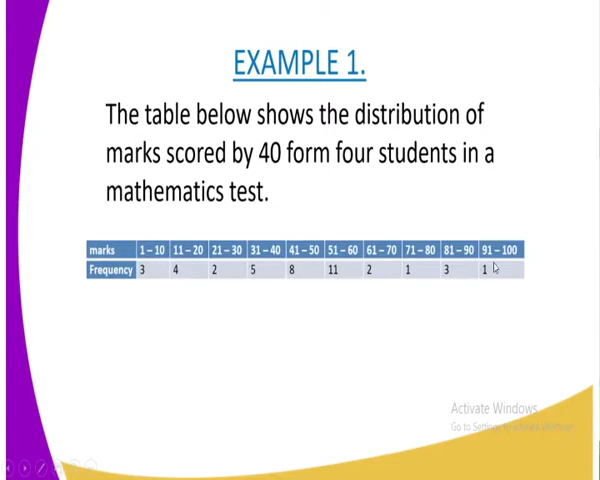 EXAMPLE 1.
The table below shows the distribution of
marks scored by 40 form four students in a
mathematics test.
marks 1 – 10 11 – 20 21 – 30 31 – 40 41 – 50 51 – 60 61 – 70 71 – 80 81 – 90 91 – 100
Frequency 3 4 2 5 8 11 2 1 3 1
Activate Windows
Go to Settings to activate Windows.